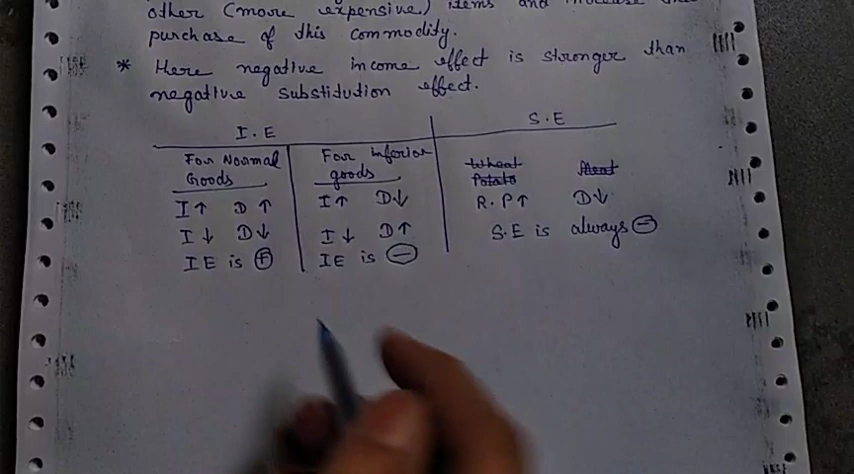 other (more expensive) items and increase the
purchase of this commodity.
* Here negative income effect is stronger than
negative substitution effect.
I.E
S.E
For Normal
Goods
I↑ D↑
I↓ D↓
IE is +
For Inferior
goods
I↑ D↓
I↓ D↑
IE is −
Wheat Meat
Potato
R.P↑ D↓
S.E is always −